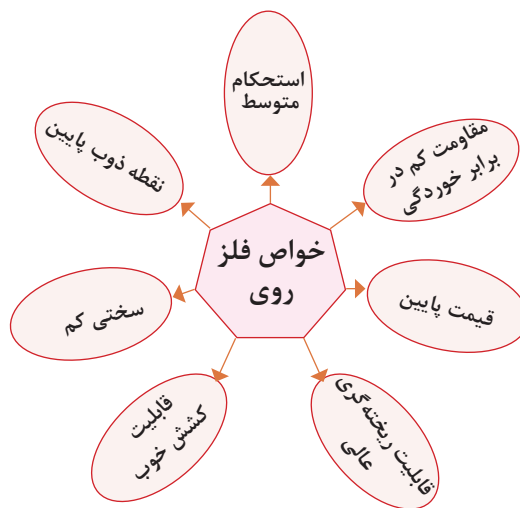 خواص فلز
روی
استحکام
متوسط
مقاومت کم در
برابر خوردگی
قیمت پایین
قابلیت ریخته‌گری
عالی
قابلیت
کشش خوب
سختی کم
نقطه ذوب پایین